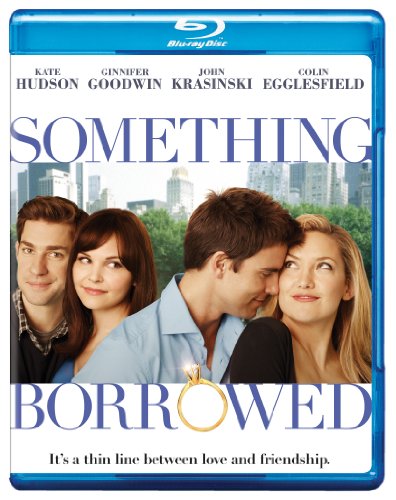 Blu-ray Disc
KATE HUDSON
GINNIFER GOODWIN
JOHN KRASINSKI
COLIN EGGLESFIELD
SOMETHING
BORROWED
It's a thin line between love and friendship.